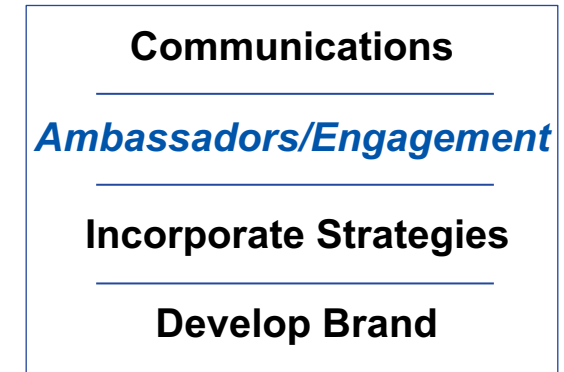 Communications
Ambassadors/Engagement
Incorporate Strategies
Develop Brand